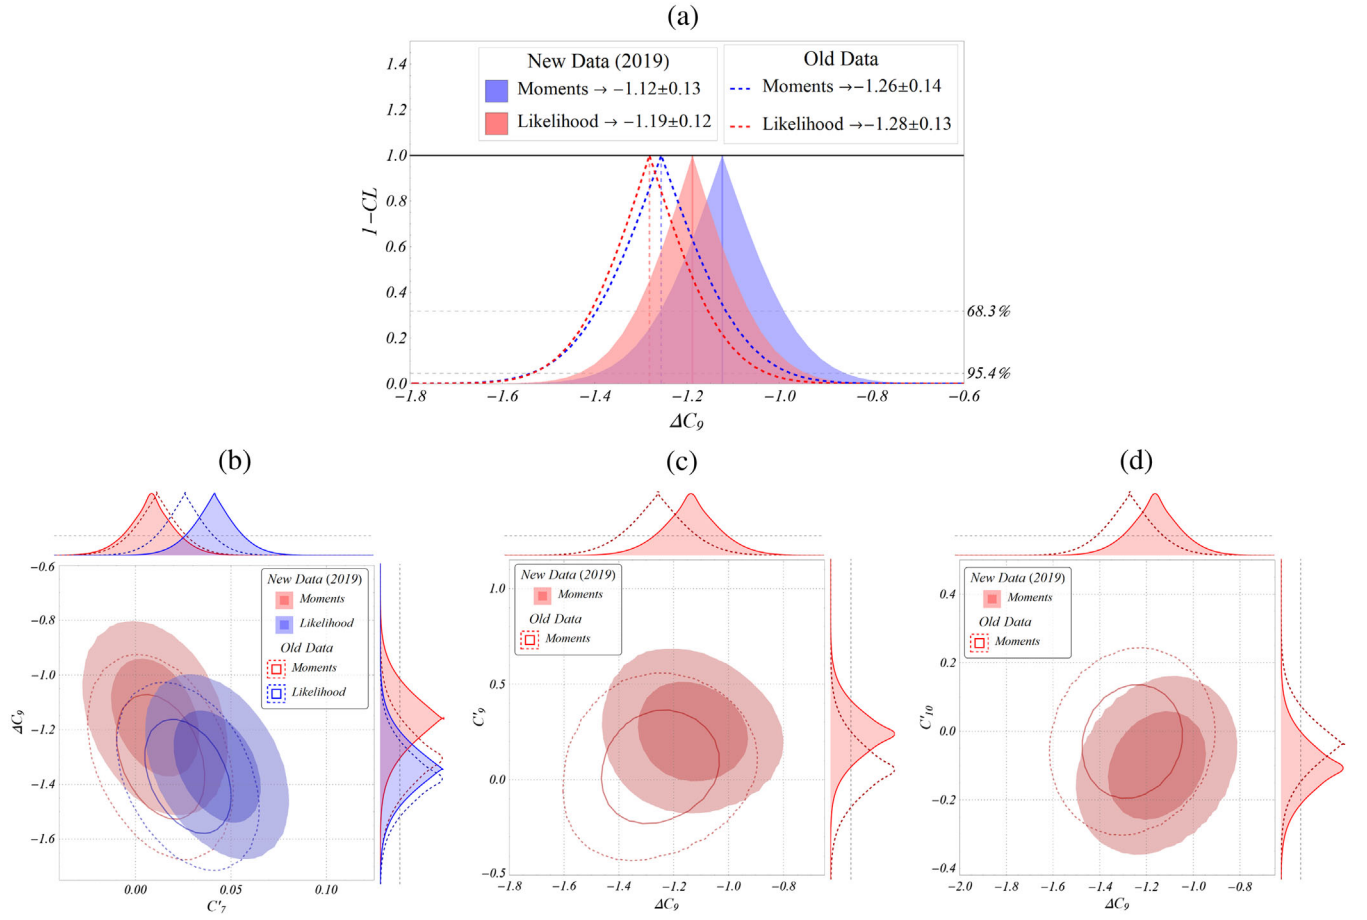 (a)
New Data (2019)
Moments → −1.12±0.13
Likelihood → −1.19±0.12
Old Data
Moments →−1.26±0.14
Likelihood →−1.28±0.13
1.4
1.2
1.0
0.8
0.6
0.4
0.2
0.0
1−CL
68.3%
95.4%
−1.8
−1.6
−1.4
−1.2
−1.0
−0.8
−0.6
ΔC9
(b)
New Data (2019)
Moments
Likelihood
Old Data
Moments
Likelihood
−0.6
−0.8
−1.0
−1.2
−1.4
−1.6
ΔC9
0.00
0.05
0.10
C′7
(c)
New Data (2019)
Moments
Old Data
Moments
1.0
0.5
0.0
−0.5
C′9
−1.8
−1.6
−1.4
−1.2
−1.0
−0.8
ΔC9
(d)
New Data (2019)
Moments
Old Data
Moments
0.4
0.2
0.0
−0.2
−0.4
C′10
−2.0
−1.8
−1.6
−1.4
−1.2
−1.0
−0.8
ΔC9